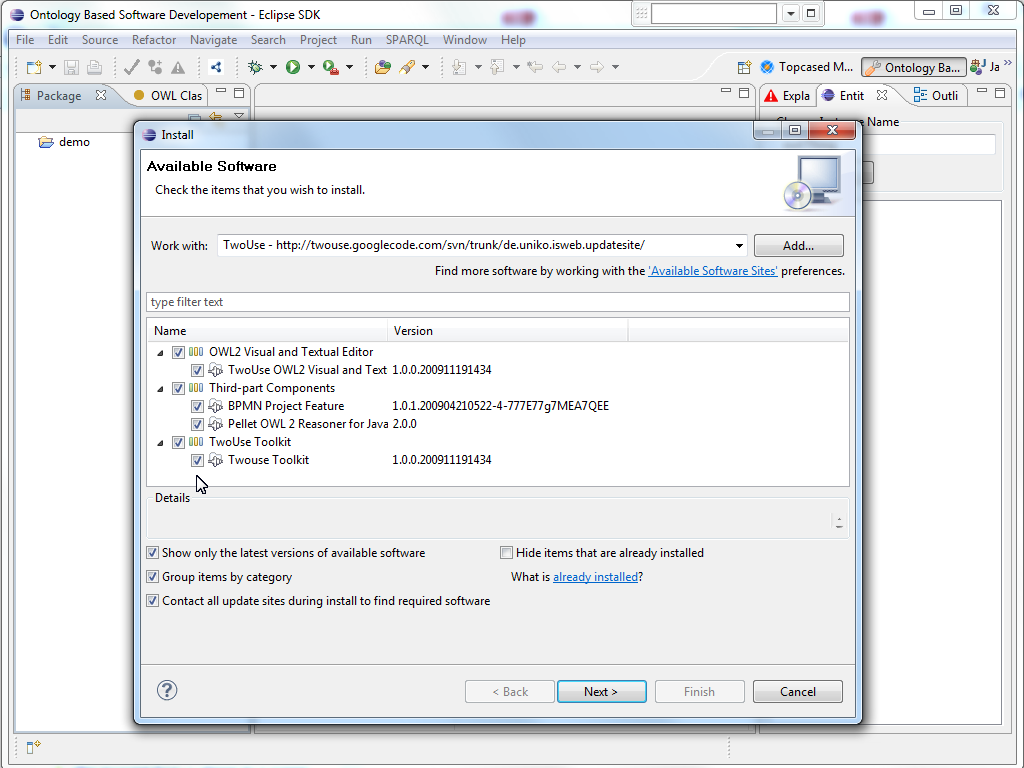 Ontology Based Software Developement - Eclipse SDK
File Edit Source Refactor Navigate Search Project Run SPARQL Window Help
Topcased M... Ontology Ba... Ja »
Package OWL Clas Expla Entit Outli
demo
Name
Install
Available Software
Check the items that you wish to install.
Work with: TwoUse - http://twouse.googlecode.com/svn/trunk/de.uniko.isweb.updatesite/ Add...
Find more software by working with the 'Available Software Sites' preferences.
type filter text
Name Version
OWL2 Visual and Textual Editor
TwoUse OWL2 Visual and Text 1.0.0.200911191434
Third-part Components
BPMN Project Feature 1.0.1.200904210522-4-777E77g7MEA7QEE
Pellet OWL 2 Reasoner for Java 2.0.0
TwoUse Toolkit
Twouse Toolkit 1.0.0.200911191434
Details
Show only the latest versions of available software Hide items that are already installed
Group items by category What is already installed?
Contact all update sites during install to find required software
? < Back Next > Finish Cancel